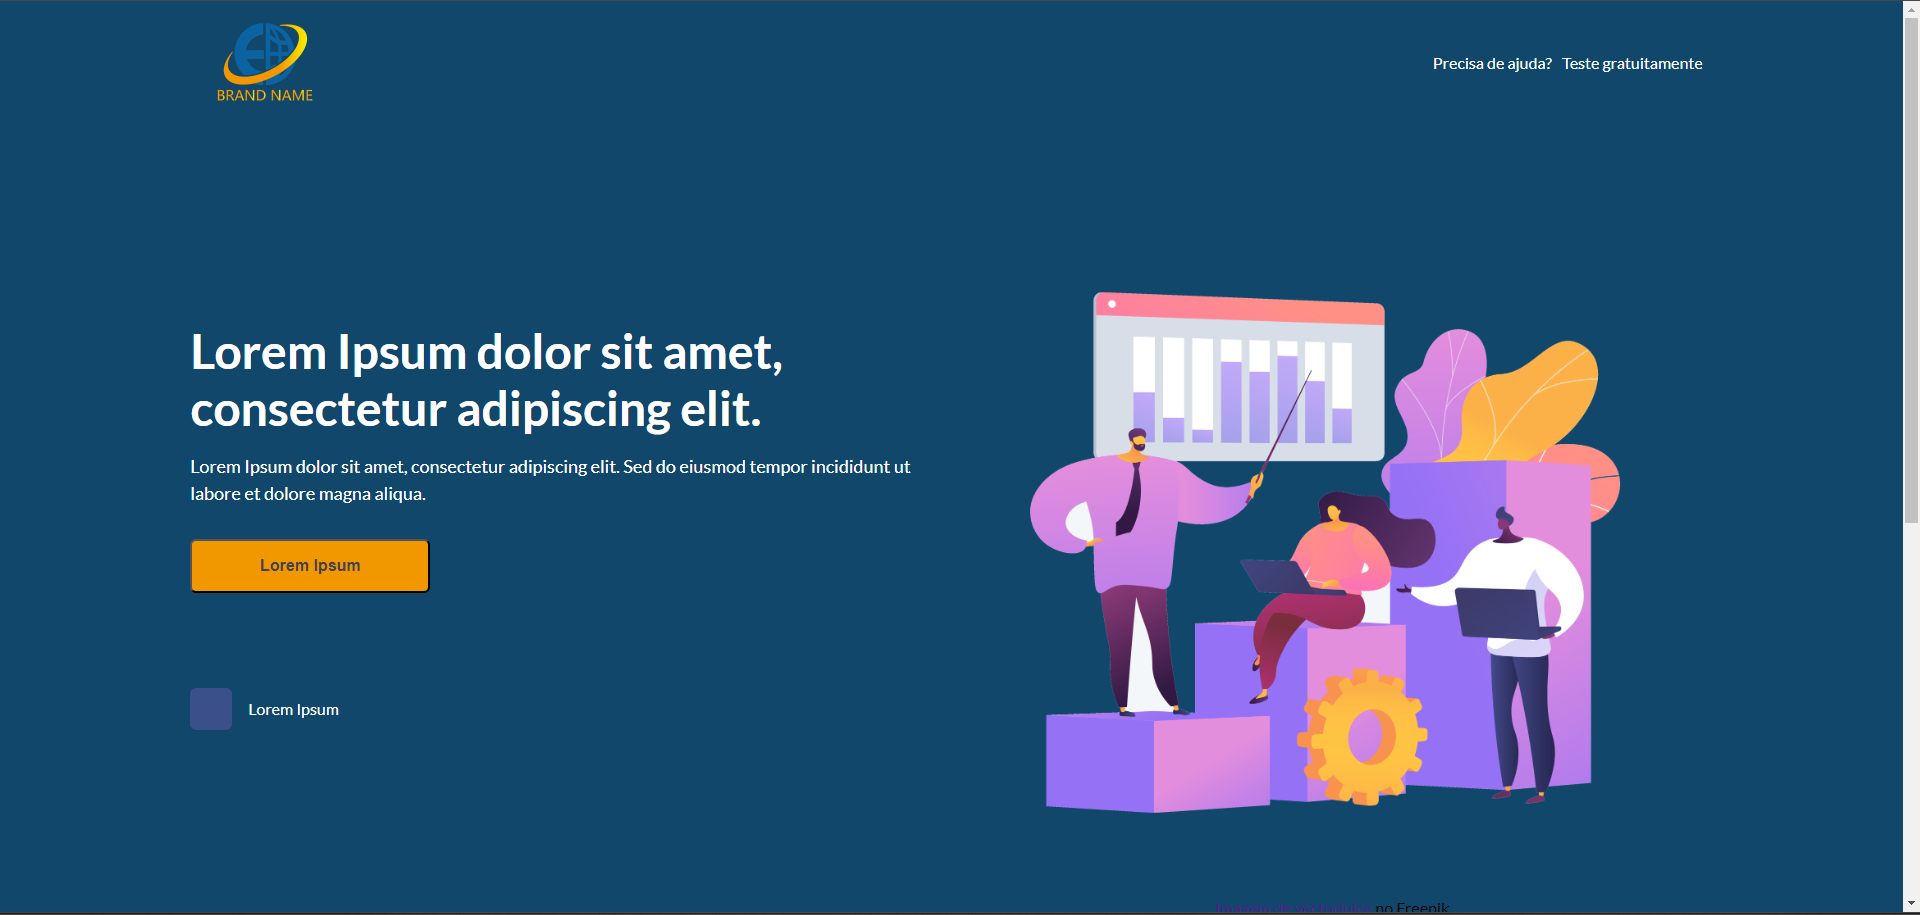 BRAND NAME
Precisa de ajuda? Teste gratuitamente
Lorem Ipsum dolor sit amet,
consectetur adipiscing elit.
Lorem Ipsum dolor sit amet, consectetur adipiscing elit. Sed do eiusmod tempor incididunt ut
labore et dolore magna aliqua.
Lorem Ipsum
Lorem Ipsum
no Freepik